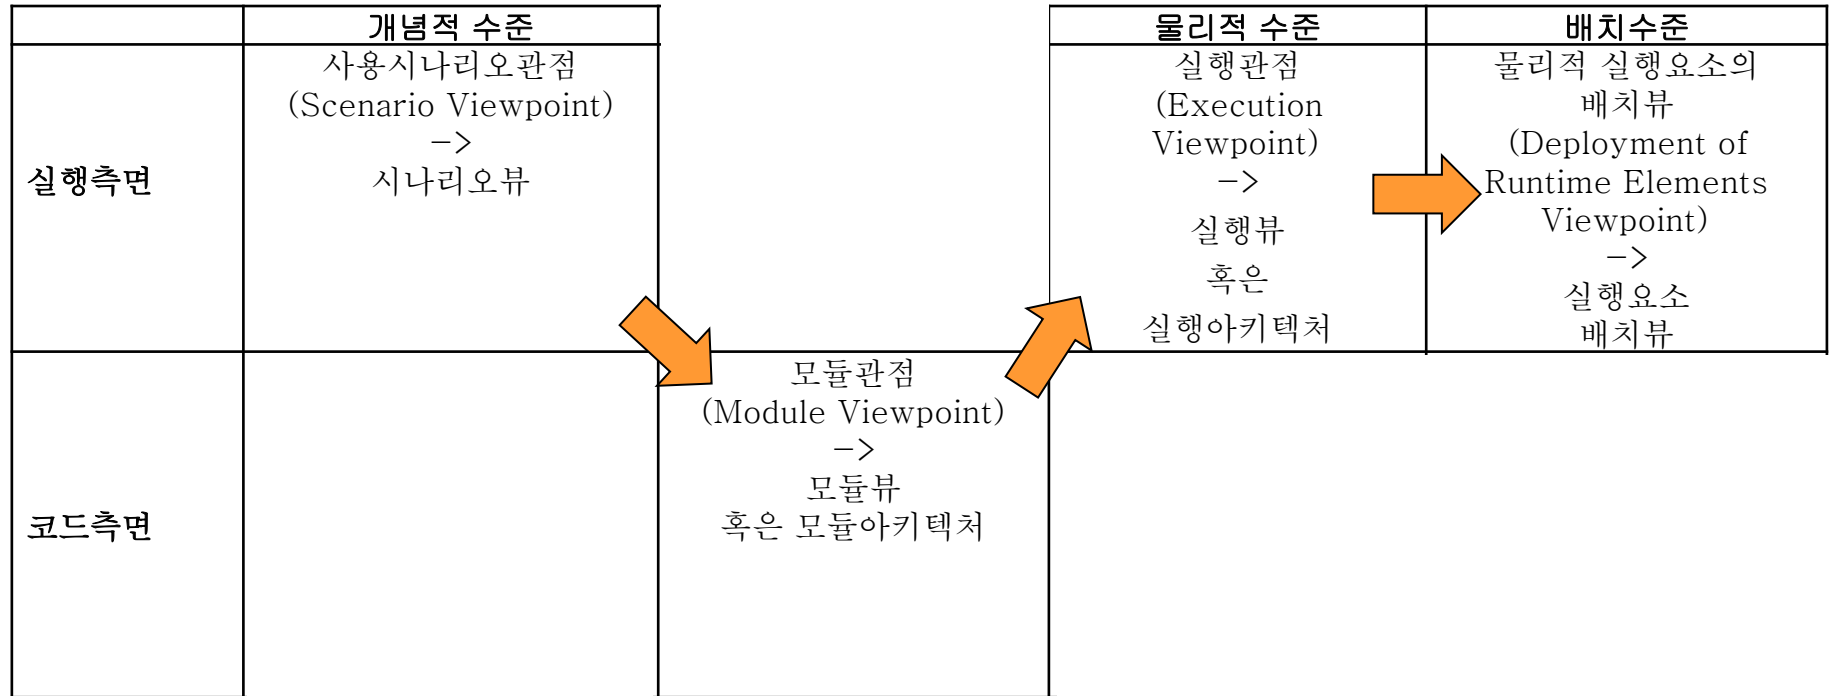 개념적 수준
물리적 수준
배치수준
실행측면
사용시나리오관점
(Scenario Viewpoint)
->
시나리오뷰
실행관점
(Execution
Viewpoint)
->
실행뷰
혹은
실행아키텍처
물리적 실행요소의
배치뷰
(Deployment of
Runtime Elements
Viewpoint)
->
실행요소
배치뷰
코드측면
모듈관점
(Module Viewpoint)
->
모듈뷰
혹은 모듈아키텍처